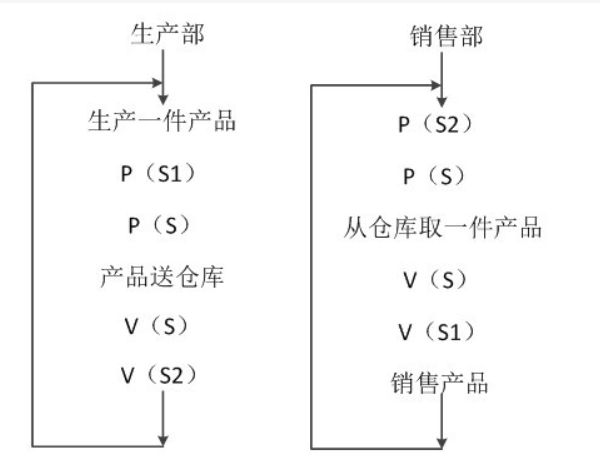 生产部
生产一件产品
P（S1）
P（S）
产品送仓库
V（S）
V（S2）
销售部
P（S2）
P（S）
从仓库取一件产品
V（S）
V（S1）
销售产品